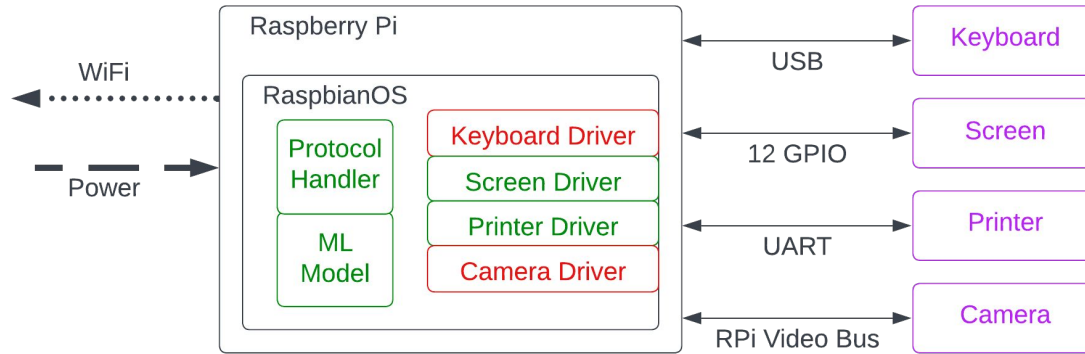 Raspberry Pi
WiFi
Power
RaspbianOS
Protocol
Handler
ML
Model
Keyboard Driver
Screen Driver
Printer Driver
Camera Driver
USB
12 GPIO
UART
RPi Video Bus
Keyboard
Screen
Printer
Camera